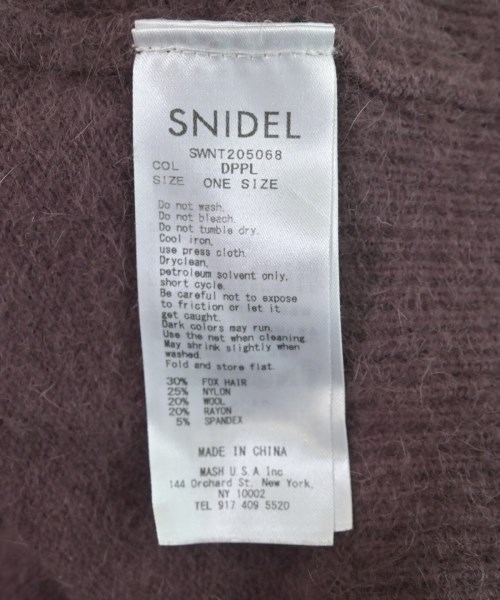 SNIDEL
SWNT205068
COL DPPL
SIZE ONE SIZE
Do not wash.
Do not bleach.
Do not tumble dry.
Cool iron,
use press cloth.
Dryclean,
petroleum solvent only,
short cycle.
Be careful not to expose
to friction or let it
get caught.
Dark colors may run.
Use the net when cleaning.
May shrink slightly when
washed.
Fold and store flat.
30% FOX HAIR
25% NYLON
20% WOOL
20% RAYON
5% SPANDEX
MADE IN CHINA
MASH U.S.A Inc
144 Orchard St. New York,
NY 10002
TEL 917 409 5520